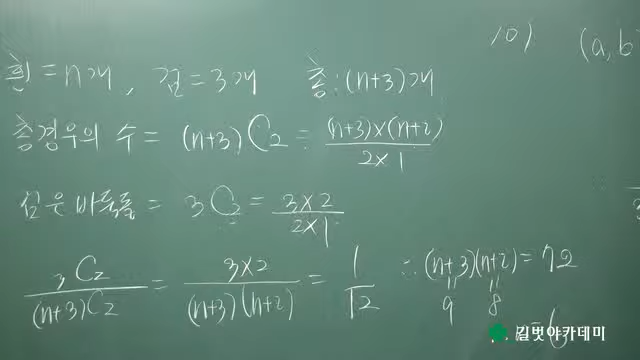 흰=n개, 검=3개 총:(n+3)개
총경우의 수 = (n+3)C2 = (n+3)×(n+2) / 2×1
검은바둑돌 = 3C2 = 3×2 / 2×1
3C2 / (n+3)C2 = 3×2 / (n+3)(n+2) = 1 / 12 ∴(n+3)(n+2)=72
9 8
=6
10) (a,b
길벗아카데미